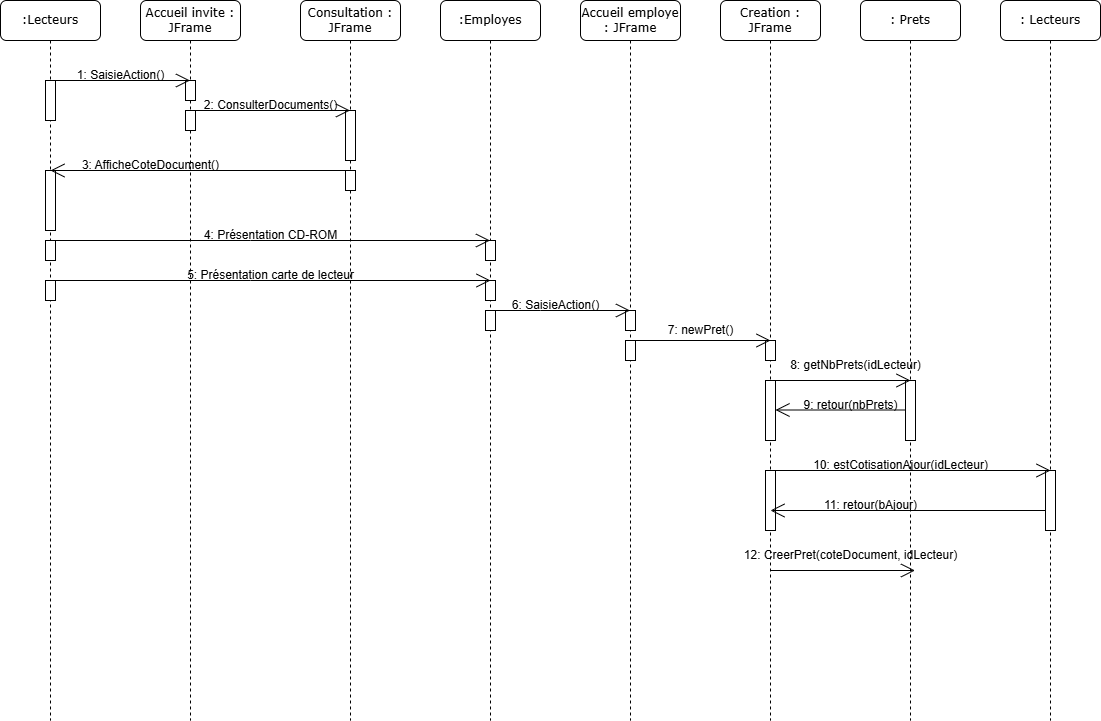 :Lecteurs
Accueil invite :
JFrame
Consultation :
JFrame
:Employes
Accueil employe
: JFrame
Creation :
JFrame
: Prets
: Lecteurs
1: SaisieAction()
2: ConsulterDocuments()
3: AfficheCoteDocument()
4: Présentation CD-ROM
5: Présentation carte de lecteur
6: SaisieAction()
7: newPret()
8: getNbPrets(idLecteur)
9: retour(nbPrets)
10: estCotisationAjour(idLecteur)
11: retour(bAjour)
12: CreerPret(coteDocument, idLecteur)